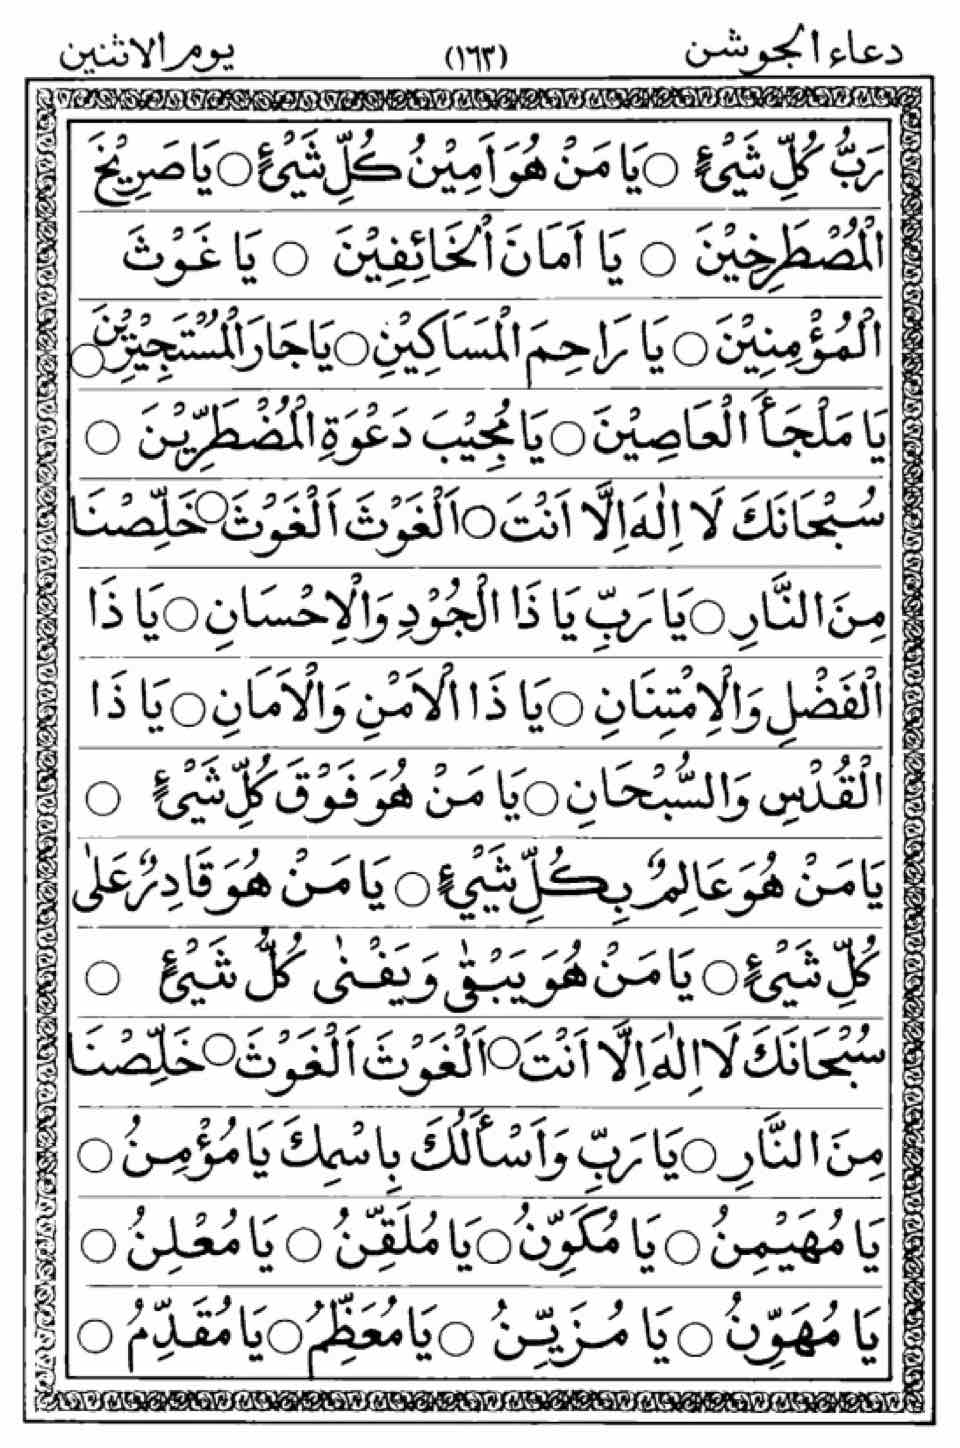 دعاء الجوشن (١٦٣) يوم الاثنين
رَبُّ كُلِّ شَيْءٍ ○ يَا مَنْ هُوَ اَمِيْنُ كُلِّ شَيْءٍ ○ يَا صَرِيْخَ
الْمُصْطَرِخِيْنَ ○ يَا اَمَانَ الْخَائِفِيْنَ ○ يَا غَوْثَ
الْمُؤْمِنِيْنَ ○ يَا رَاحِمَ الْمَسَاكِيْنِ ○ يَا جَارَ الْمُسْتَجِيْرِيْنَ ○
يَا مَلْجَأَ الْعَاصِيْنَ ○ يَا مُجِيْبَ دَعْوَةِ الْمُضْطَرِّيْنَ ○
سُبْحَانَكَ لَا اِلٰهَ اِلَّا اَنْتَ ○ اَلْغَوْثَ اَلْغَوْثَ ○ خَلِّصْنَا
مِنَ النَّارِ ○ يَا رَبِّ يَا ذَا الْجُوْدِ وَالْاِحْسَانِ ○ يَا ذَا
الْفَضْلِ وَالْاِمْتِنَانِ ○ يَا ذَا الْاَمْنِ وَالْاَمَانِ ○ يَا ذَا
الْقُدْسِ وَالسُّبْحَانِ ○ يَا مَنْ هُوَ فَوْقَ كُلِّ شَيْءٍ ○
يَا مَنْ هُوَ عَالِمٌ بِكُلِّ شَيْءٍ ○ يَا مَنْ هُوَ قَادِرٌ عَلٰى
كُلِّ شَيْءٍ ○ يَا مَنْ هُوَ يَبْقٰى وَيَفْنٰى كُلُّ شَيْءٍ ○
سُبْحَانَكَ لَا اِلٰهَ اِلَّا اَنْتَ ○ اَلْغَوْثَ اَلْغَوْثَ ○ خَلِّصْنَا
مِنَ النَّارِ ○ يَا رَبِّ وَاَسْأَلُكَ بِاسْمِكَ يَا مُؤْمِنُ ○
يَا مُهَيْمِنُ ○ يَا مُكَوِّنُ ○ يَا مُلَقِّنُ ○ يَا مُعْلِنُ ○
يَا مُهَوِّنُ ○ يَا مُزَيِّنُ ○ يَا مُعَظِّمُ ○ يَا مُقَدِّمُ ○